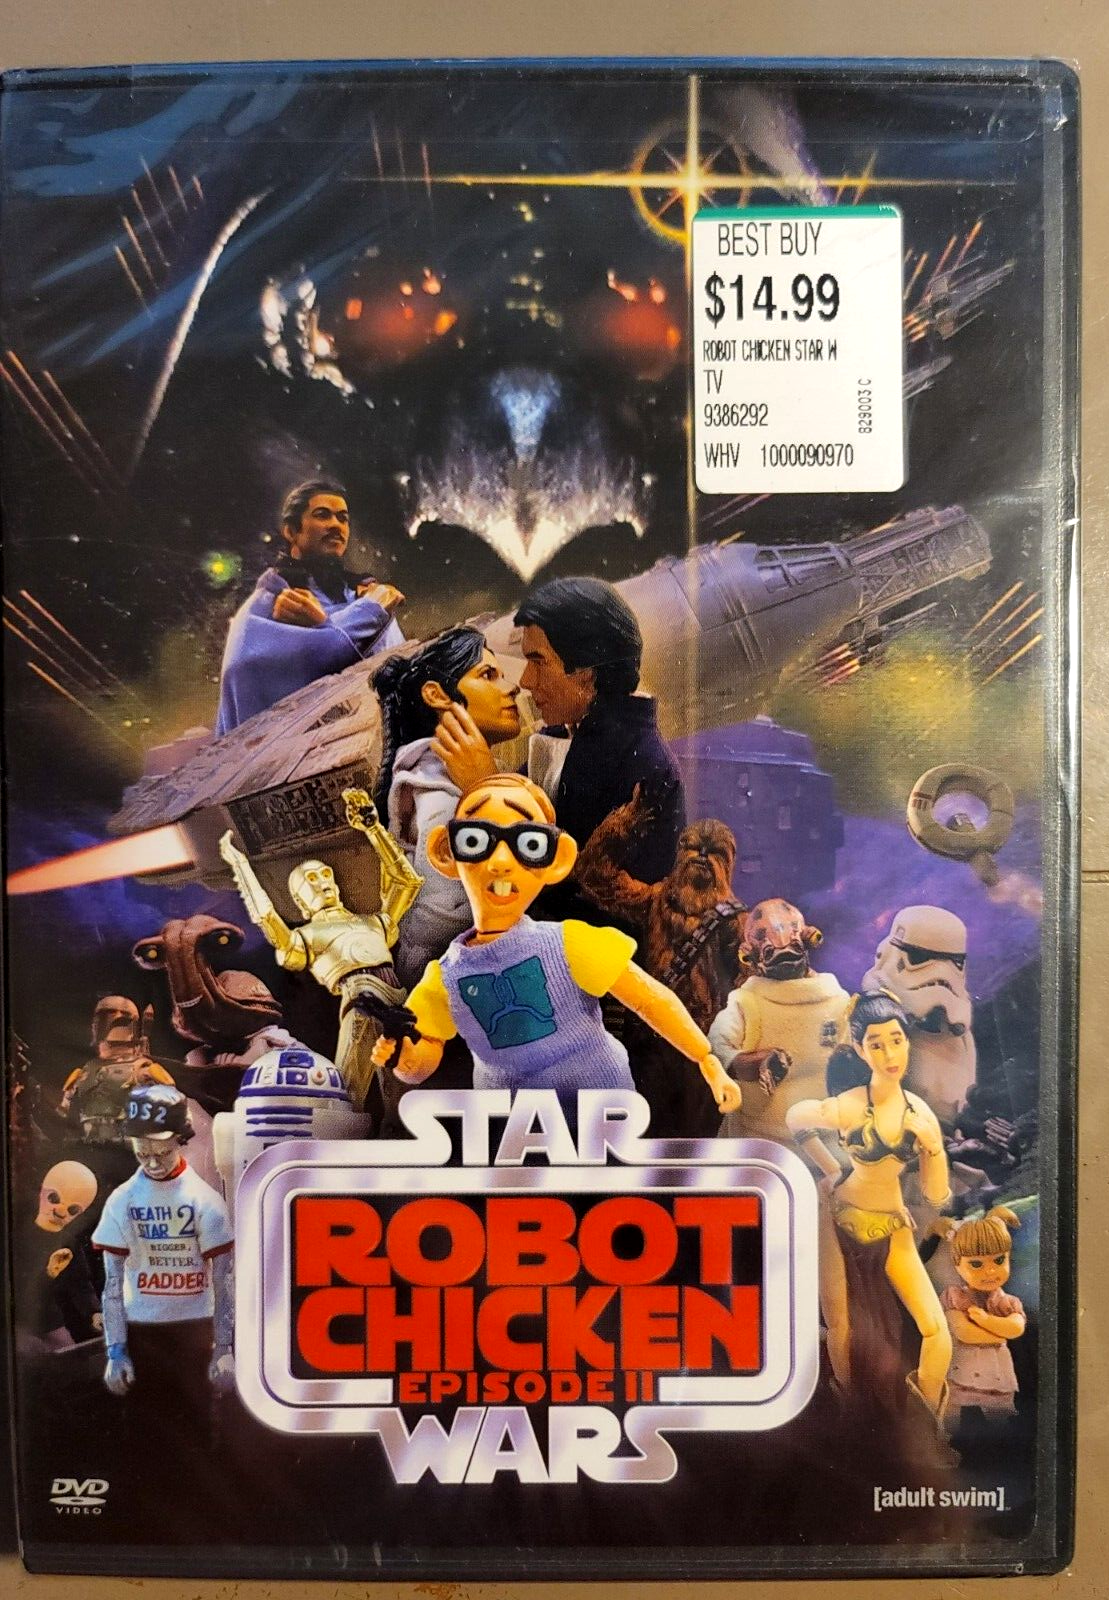 BEST BUY
$14.99
ROBOT CHICKEN STAR W
TV
9386292
829003 C
WHV 1000090970
DS2
DEATH
STAR 2
BIGGER,
BETTER,
BADDER
STAR
ROBOT
CHICKEN
EPISODE II
WARS
DVD
VIDEO
[adult swim]